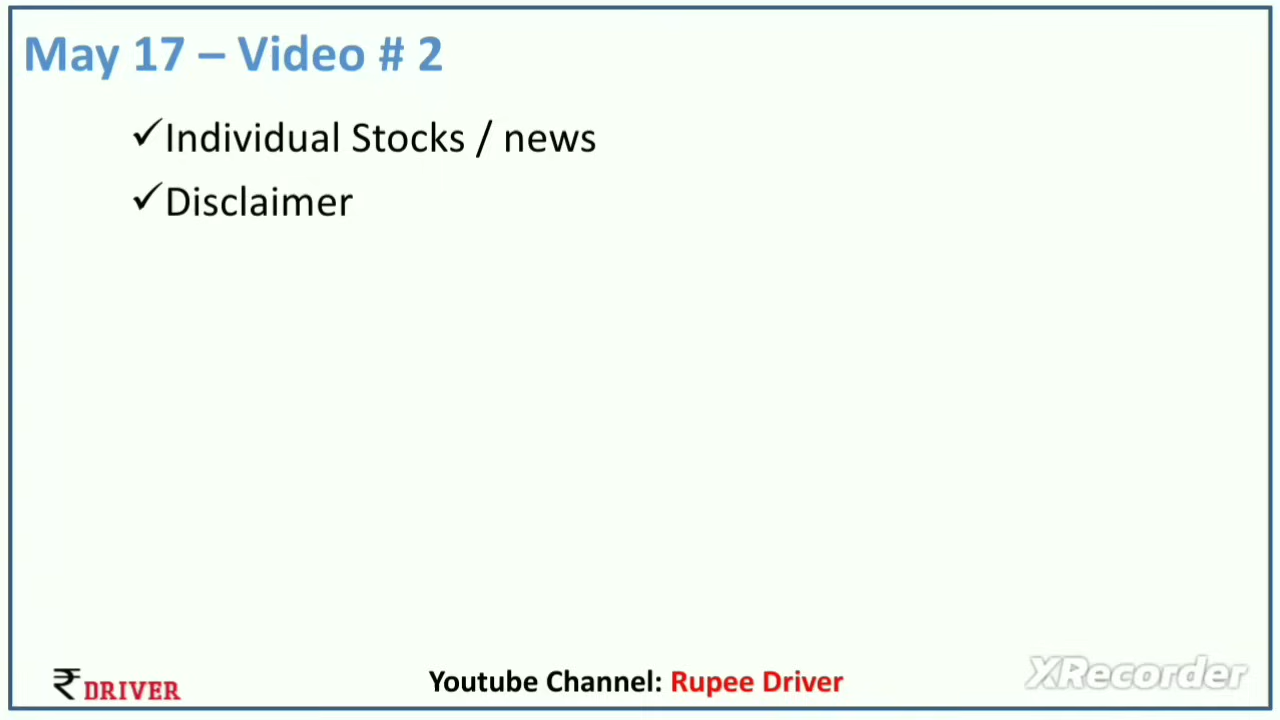 May 17 – Video # 2
✓Individual Stocks / news
✓Disclaimer
₹ DRIVER
Youtube Channel: Rupee Driver
XRecorder